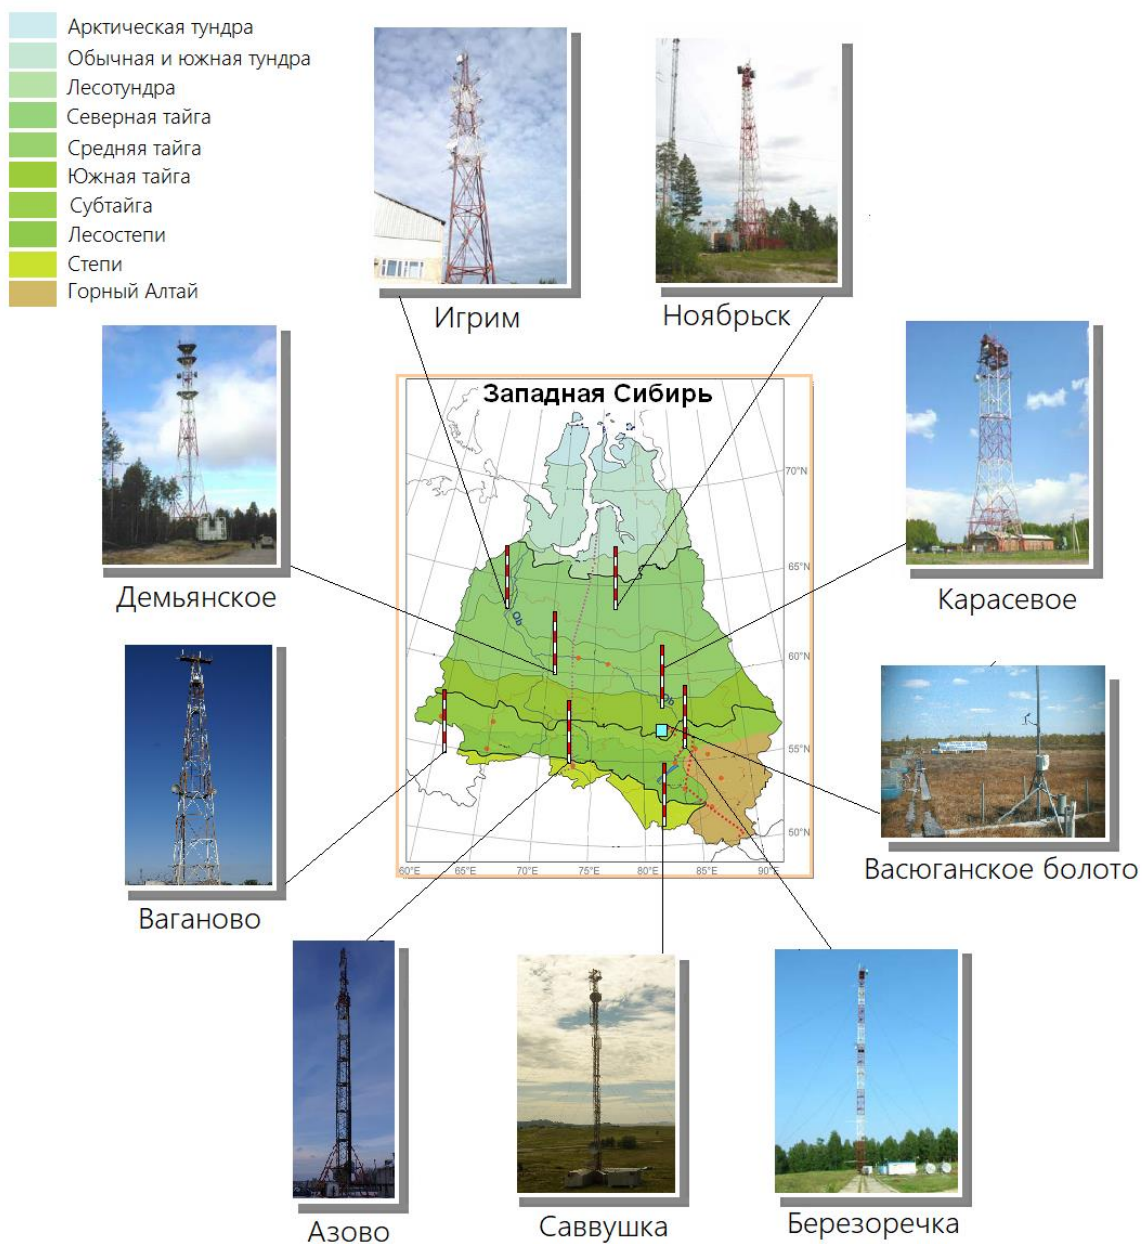 Арктическая тундра
Обычная и южная тундра
Лесотундра
Северная тайга
Средняя тайга
Южная тайга
Субтайга
Лесостепи
Степи
Горный Алтай
Игрим
Ноябрьск
Демьянское
Западная Сибирь
70°N
65°N
60°N
55°N
50°N
Ob
Ob
60°E
65°E
70°E
75°E
80°E
85°E
90°E
Карасевое
Ваганово
Васюганское болото
Азово
Саввушка
Березоречка